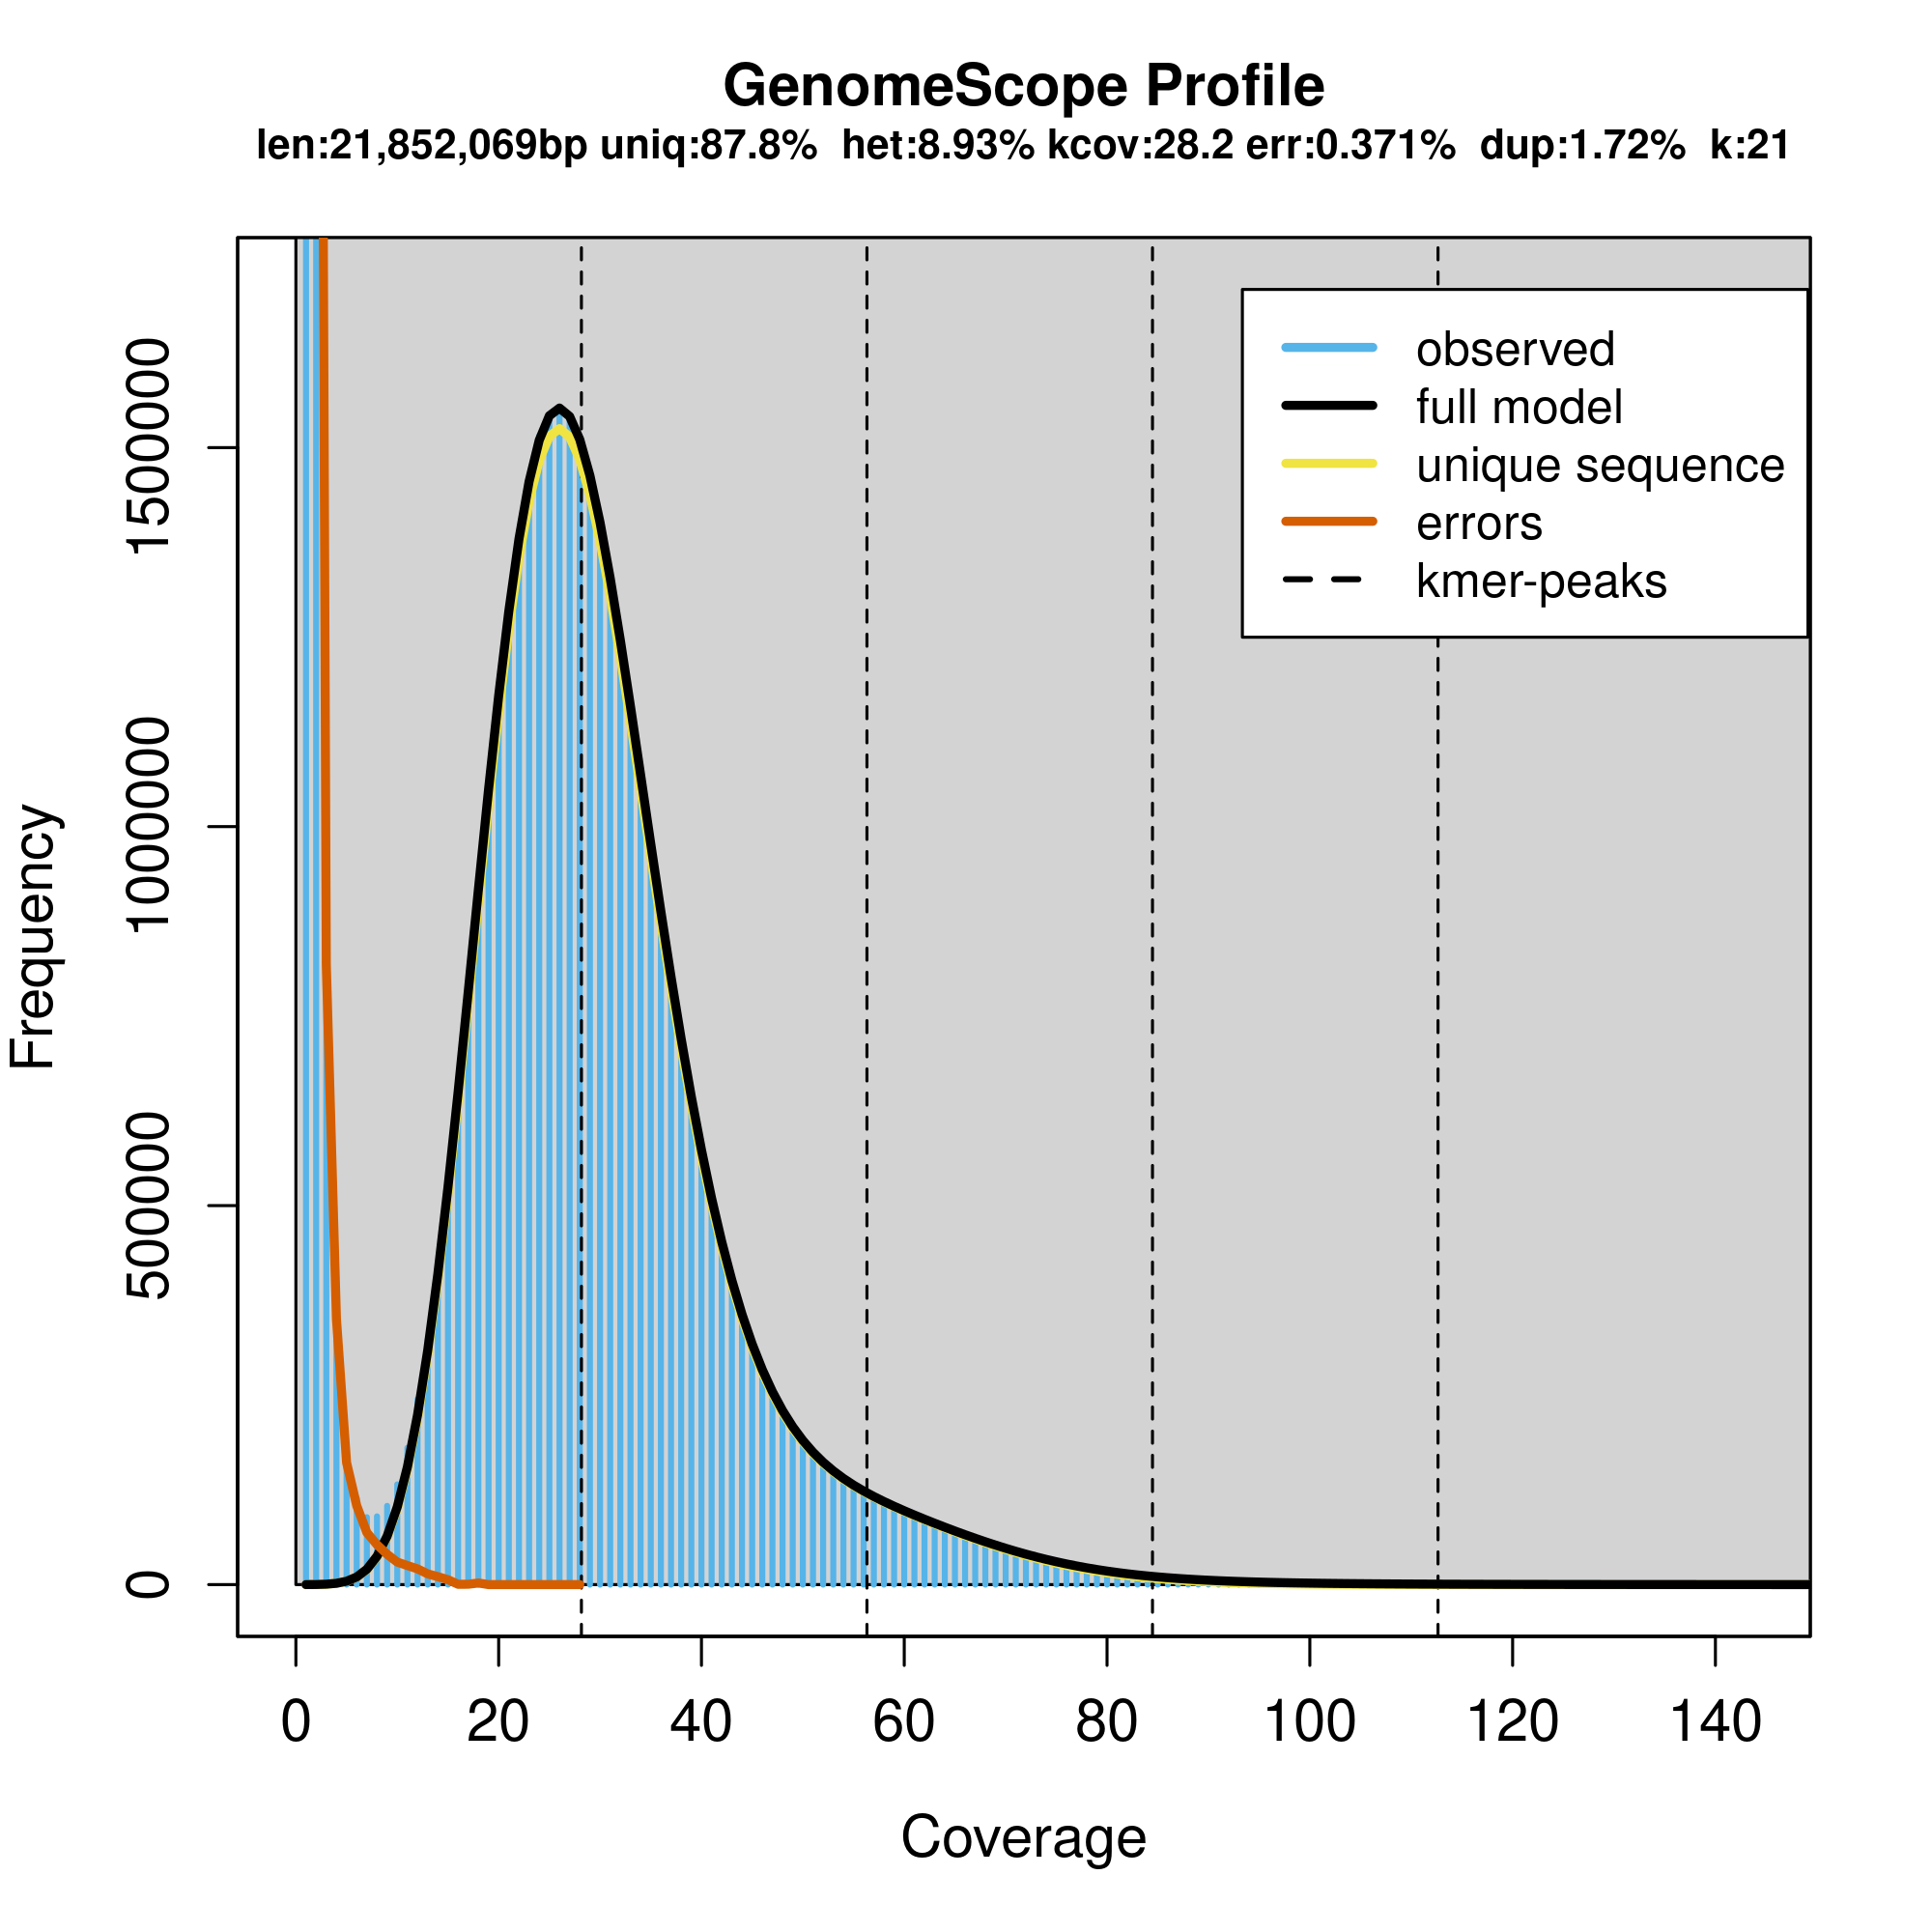 GenomeScope Profile
len:21,852,069bp uniq:87.8% het:8.93% kcov:28.2 err:0.371% dup:1.72% k:21
observed
full model
unique sequence
errors
kmer-peaks
Frequency
1500000
1000000
500000
0
0 20 40 60 80 100 120 140
Coverage